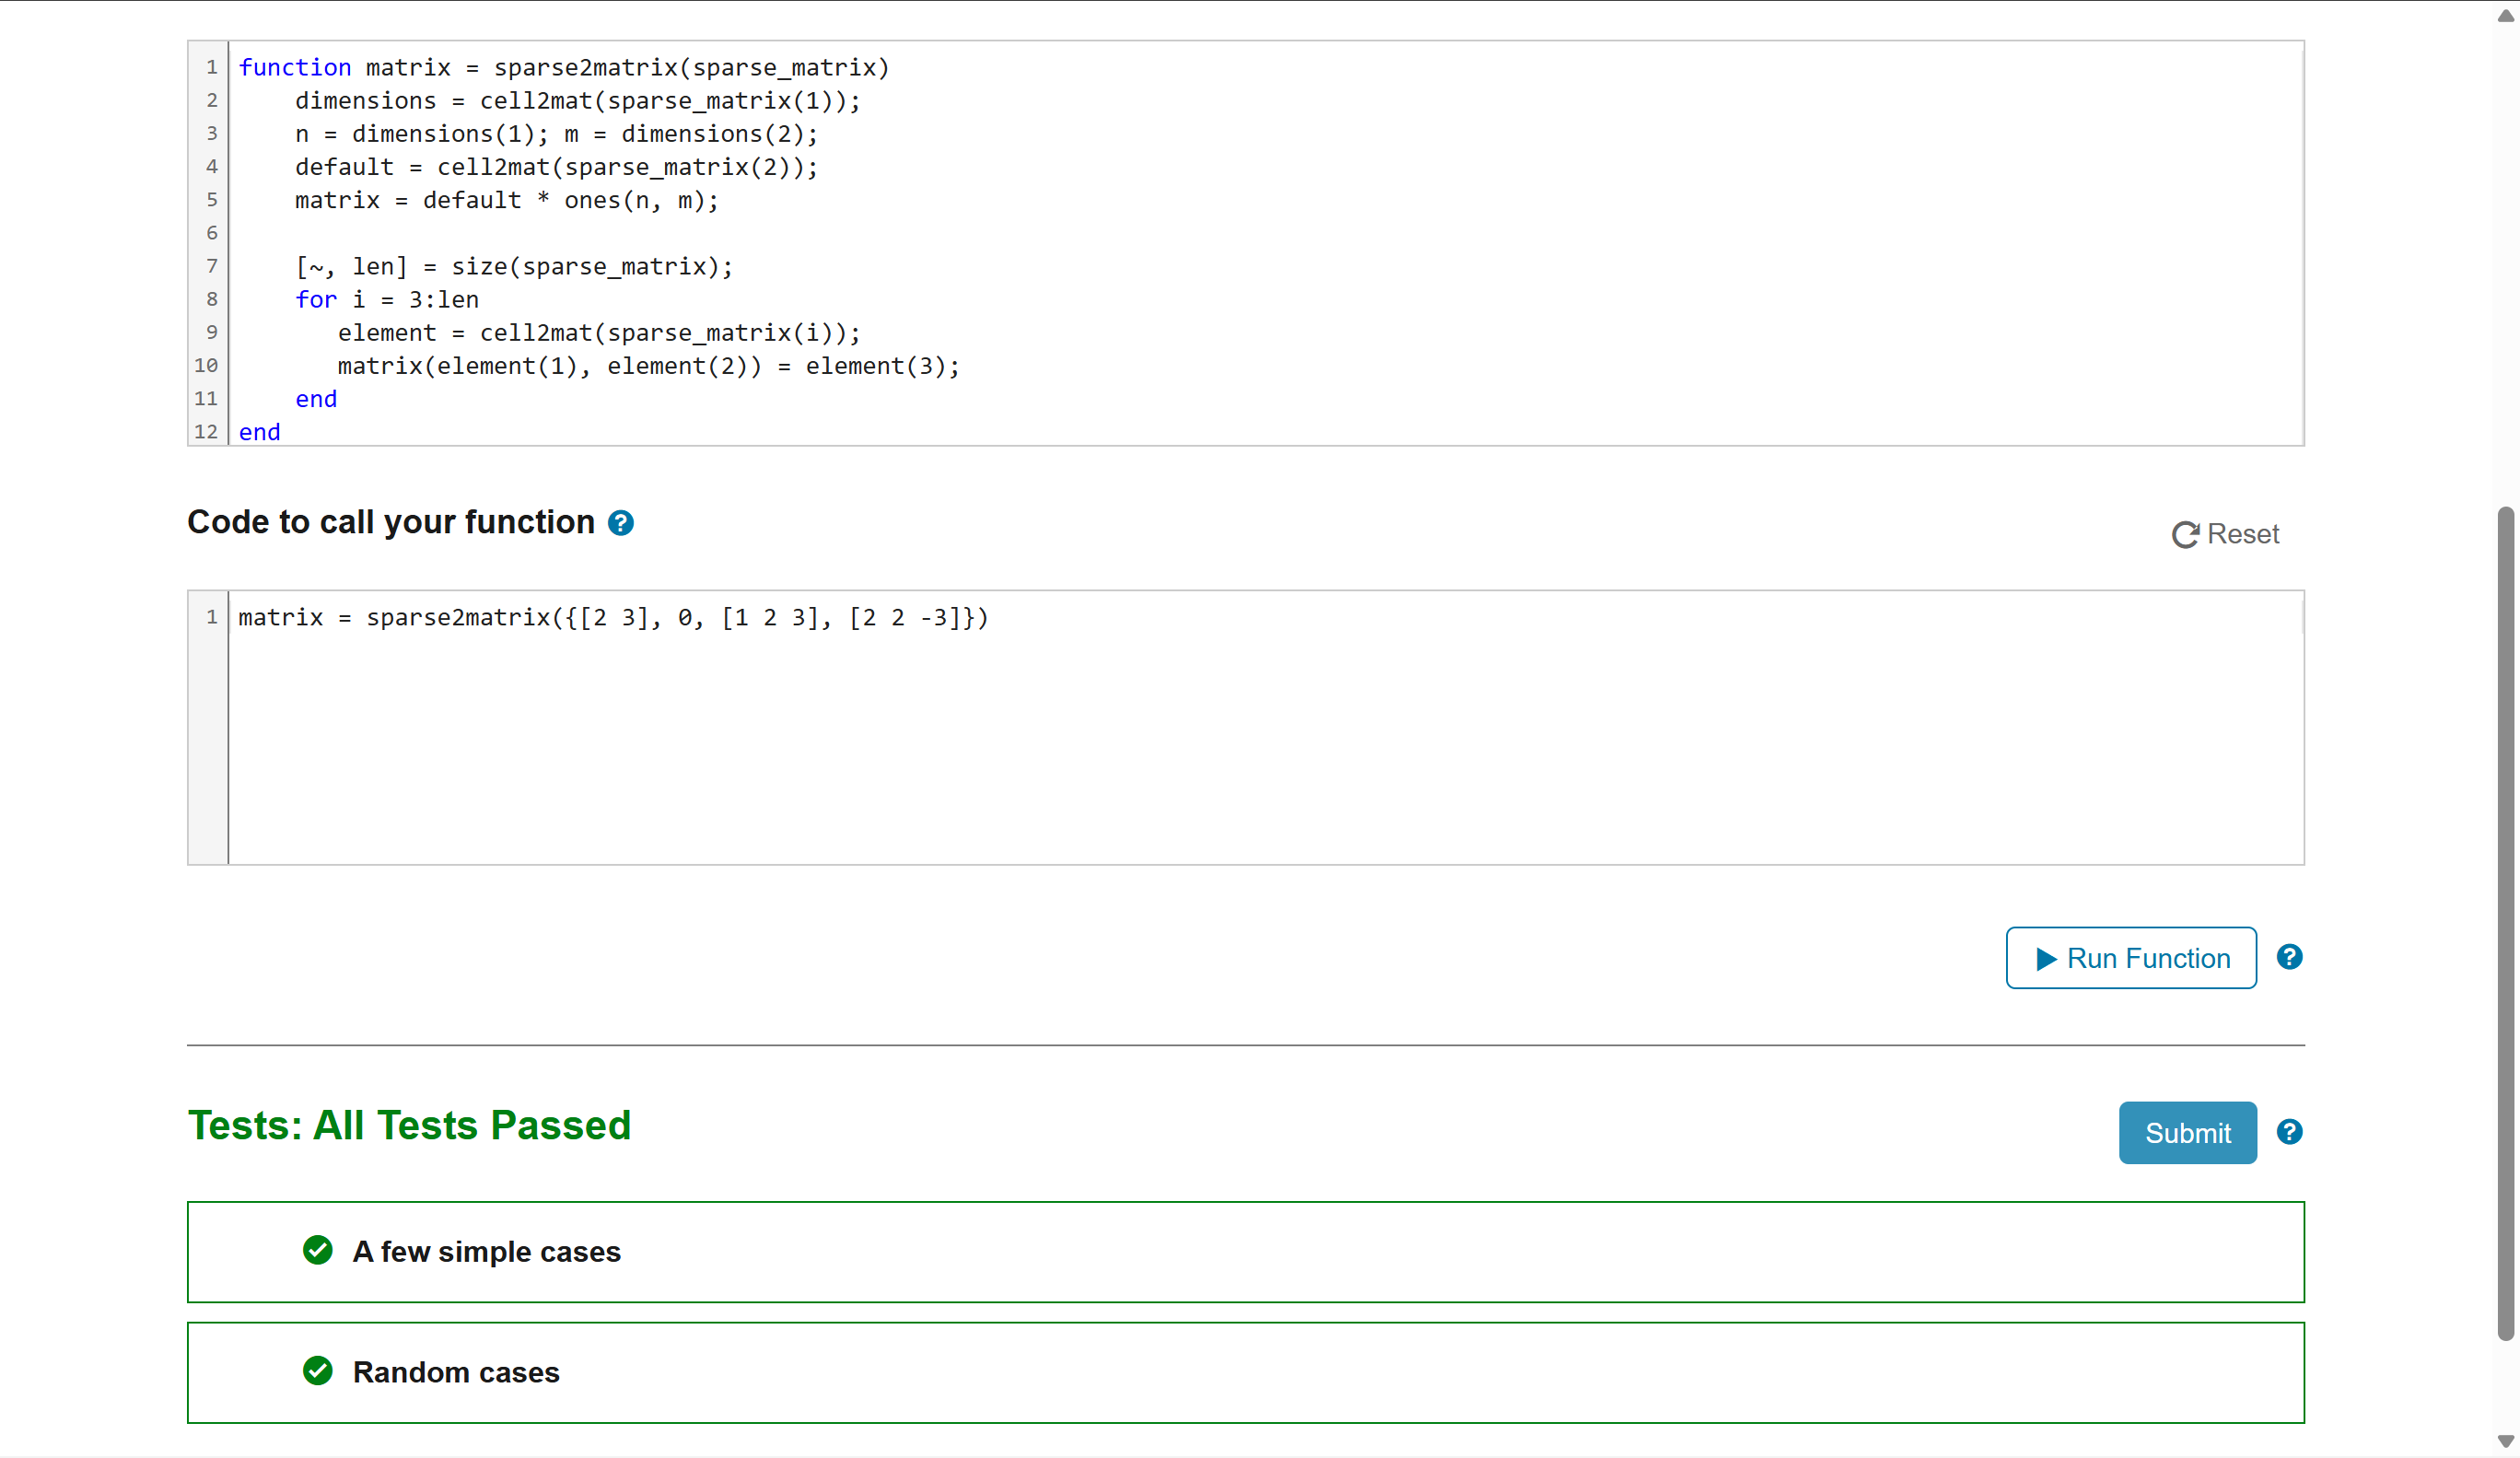 1 function matrix = sparse2matrix(sparse_matrix)
2     dimensions = cell2mat(sparse_matrix(1));
3     n = dimensions(1); m = dimensions(2);
4     default = cell2mat(sparse_matrix(2));
5     matrix = default * ones(n, m);
6
7     [~, len] = size(sparse_matrix);
8     for i = 3:len
9        element = cell2mat(sparse_matrix(i));
10        matrix(element(1), element(2)) = element(3);
11     end
12 end
Code to call your function ?
Reset
1 matrix = sparse2matrix({[2 3], 0, [1 2 3], [2 2 -3]})
Run Function ?
Tests: All Tests Passed
Submit ?
A few simple cases
Random cases